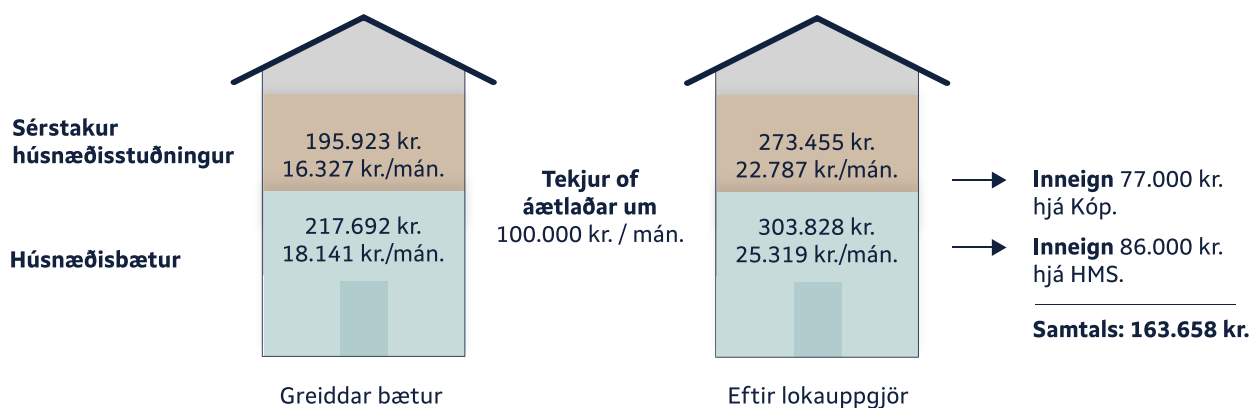 Sérstakur
húsnæðisstuðningur
195.923 kr.
16.327 kr./mán.
Húsnæðisbætur
217.692 kr.
18.141 kr./mán.
Greiddar bætur
Tekjur of
áætlaðar um
100.000 kr. / mán.
273.455 kr.
22.787 kr./mán.
303.828 kr.
25.319 kr./mán.
Eftir lokauppgjör
Inneign 77.000 kr.
hjá Kóp.
Inneign 86.000 kr.
hjá HMS.
Samtals: 163.658 kr.